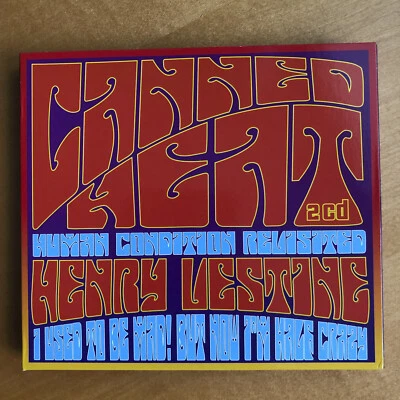 CANNED
HEAT
2 CD
HUMAN CONDITION REVISITED
HENRY VESTINE
I USED TO BE MAD! BUT NOW I'M HALF CRAZY